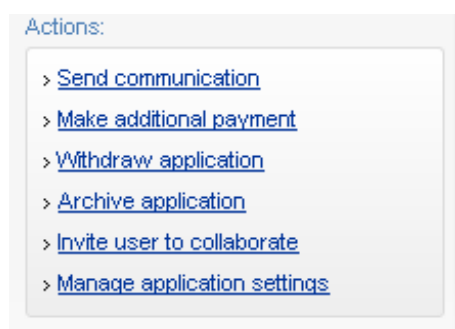 Actions:
> Send communication
> Make additional payment
> Withdraw application
> Archive application
> Invite user to collaborate
> Manage application settings